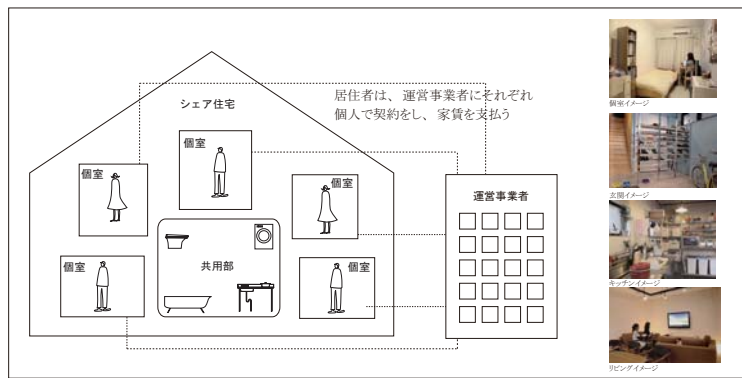 シェア住宅
居住者は、運営事業者にそれぞれ
個人で契約をし、家賃を支払う
個室
個室
個室
個室
個室
共用部
運営事業者
個室イメージ
玄関イメージ
キッチンイメージ
リビングイメージ